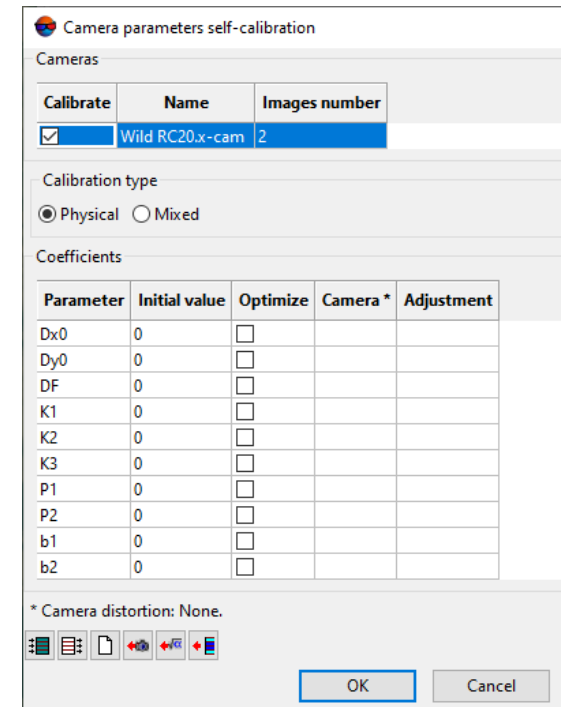 Camera parameters self-calibration
Cameras
Calibrate Name Images number
Wild RC20.x-cam 2
Calibration type
Physical Mixed
Coefficients
Parameter Initial value Optimize Camera * Adjustment
Dx0 0
Dy0 0
DF 0
K1 0
K2 0
K3 0
P1 0
P2 0
b1 0
b2 0
* Camera distortion: None.
OK Cancel